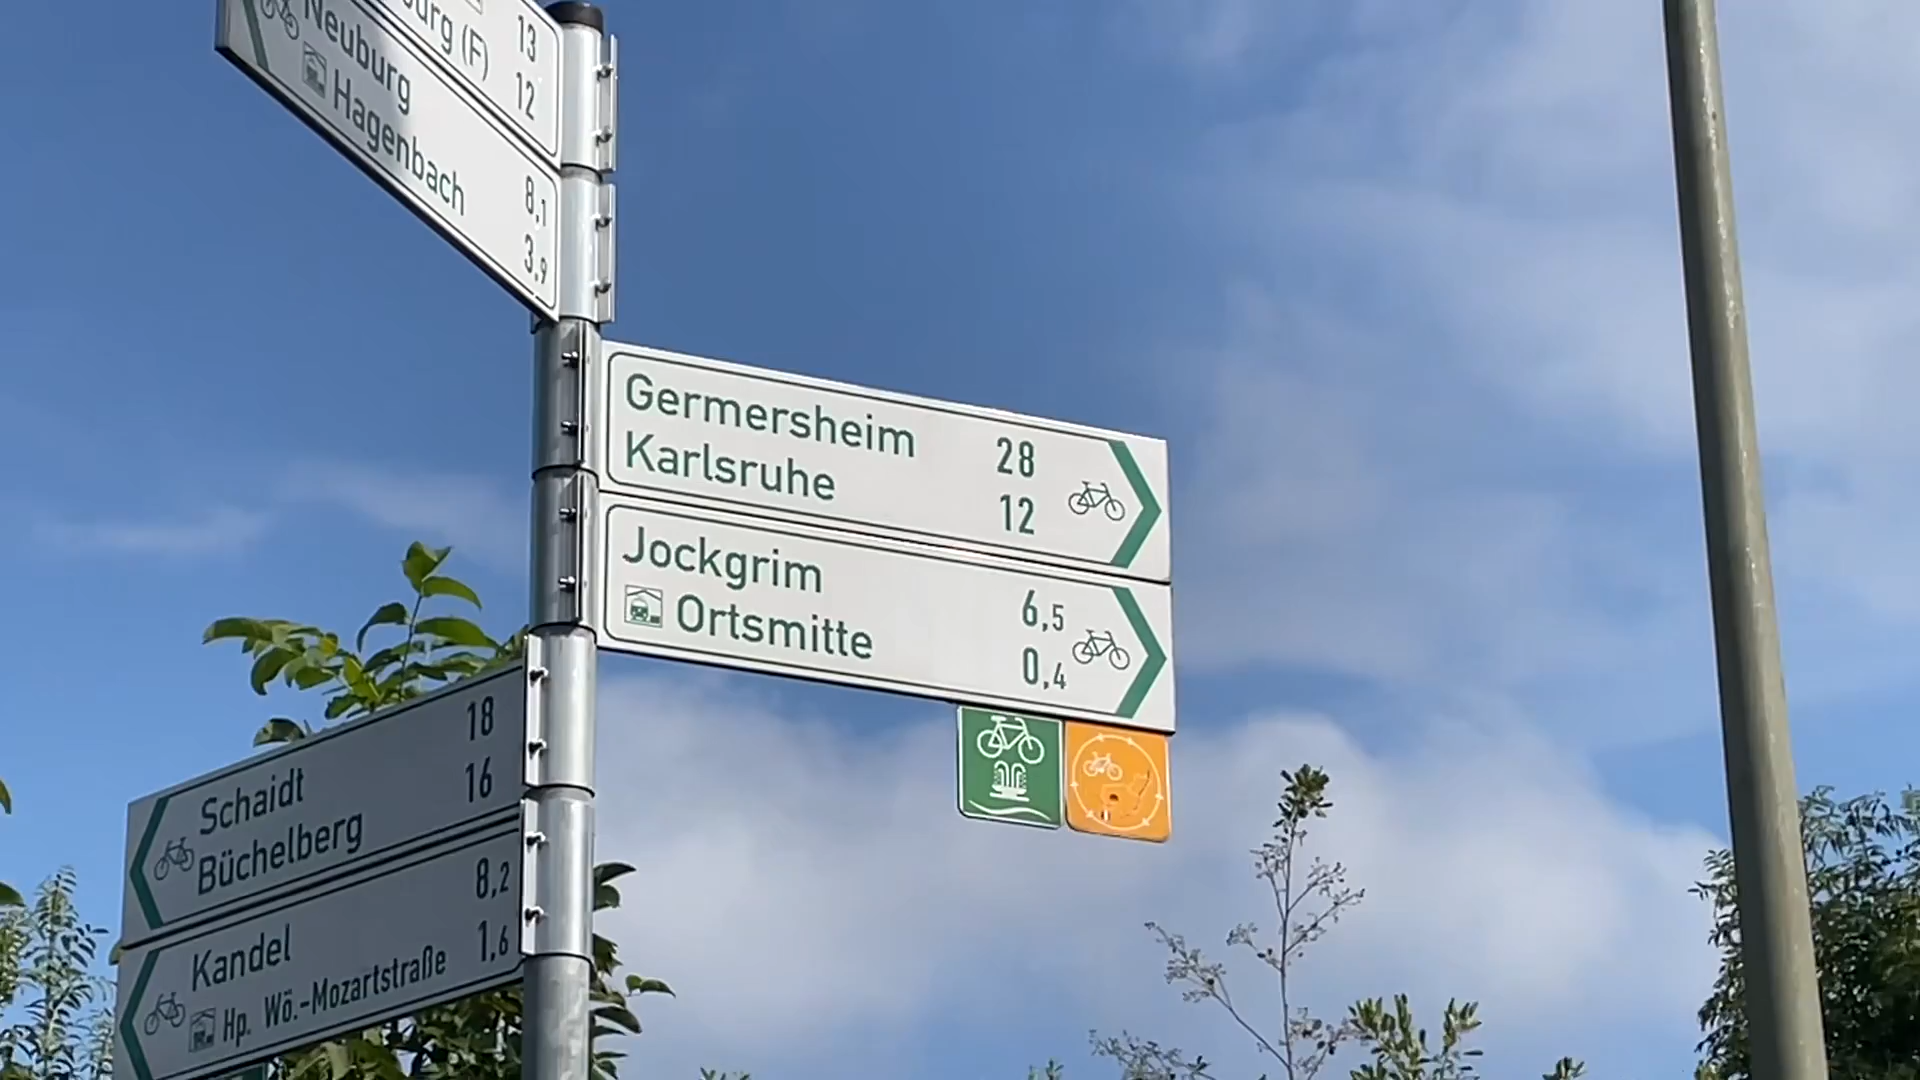 13
(F) 12
Neuburg 8,1
Hagenbach 3,9
Germersheim 28
Karlsruhe 12
Jockgrim 6,5
Ortsmitte 0,4
Schaidt 18
Büchelberg 16
Kandel 8,2
Hp. Wö.-Mozartstraße 1,6